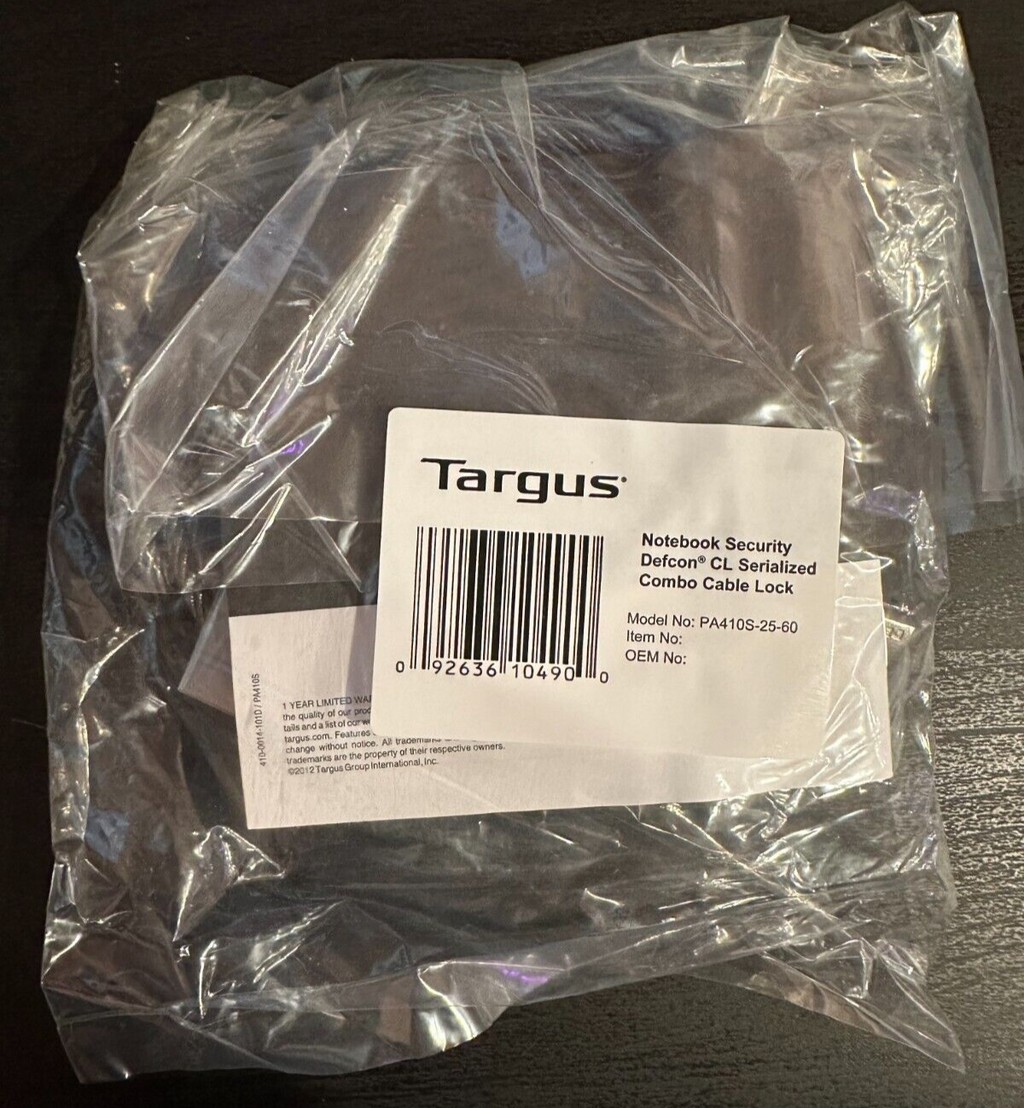 Targus®
Notebook Security
Defcon® CL Serialized
Combo Cable Lock
Model No: PA410S-25-60
Item No:
OEM No:
0 92636 10490 0
410-0014-101D / PA410S
1 YEAR LIMITED
the quality of our
tails and a list of our
targus.com. Features
change without notice. All
trademarks are the property of their respective owners.
©2012 Targus Group International, Inc.